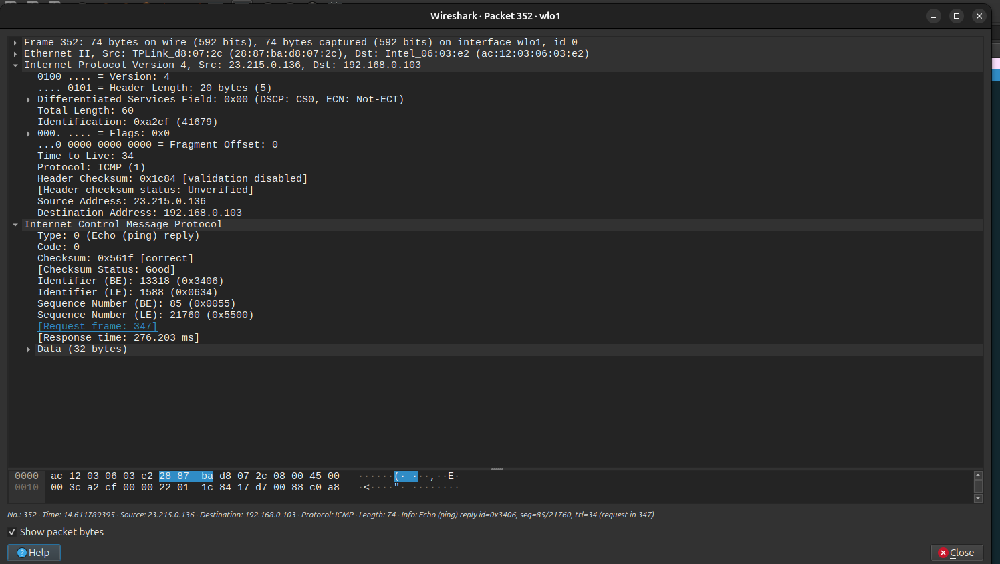 Wireshark · Packet 352 · wlo1
Frame 352: 74 bytes on wire (592 bits), 74 bytes captured (592 bits) on interface wlo1, id 0
Ethernet II, Src: TPLink_d8:07:2c (28:87:ba:d8:07:2c), Dst: Intel_06:03:e2 (ac:12:03:06:03:e2)
Internet Protocol Version 4, Src: 23.215.0.136, Dst: 192.168.0.103
0100 .... = Version: 4
.... 0101 = Header Length: 20 bytes (5)
Differentiated Services Field: 0x00 (DSCP: CS0, ECN: Not-ECT)
Total Length: 60
Identification: 0xa2cf (41679)
000. .... = Flags: 0x0
...0 0000 0000 0000 = Fragment Offset: 0
Time to Live: 34
Protocol: ICMP (1)
Header Checksum: 0x1c84 [validation disabled]
[Header checksum status: Unverified]
Source Address: 23.215.0.136
Destination Address: 192.168.0.103
Internet Control Message Protocol
Type: 0 (Echo (ping) reply)
Code: 0
Checksum: 0x561f [correct]
[Checksum Status: Good]
Identifier (BE): 13318 (0x3406)
Identifier (LE): 1588 (0x0634)
Sequence Number (BE): 85 (0x0055)
Sequence Number (LE): 21760 (0x5500)
[Request frame: 347]
[Response time: 276.203 ms]
Data (32 bytes)
0000 ac 12 03 06 03 e2 28 87 ba d8 07 2c 08 00 45 00 ······(· ··,··E·
0010 00 3c a2 cf 00 00 22 01 1c 84 17 d7 00 88 c0 a8 ·<····"· ········
No.: 352 · Time: 14.611789395 · Source: 23.215.0.136 · Destination: 192.168.0.103 · Protocol: ICMP · Length: 74 · Info: Echo (ping) reply id=0x3406, seq=85/21760, ttl=34 (request in 347)
Show packet bytes
Help
Close